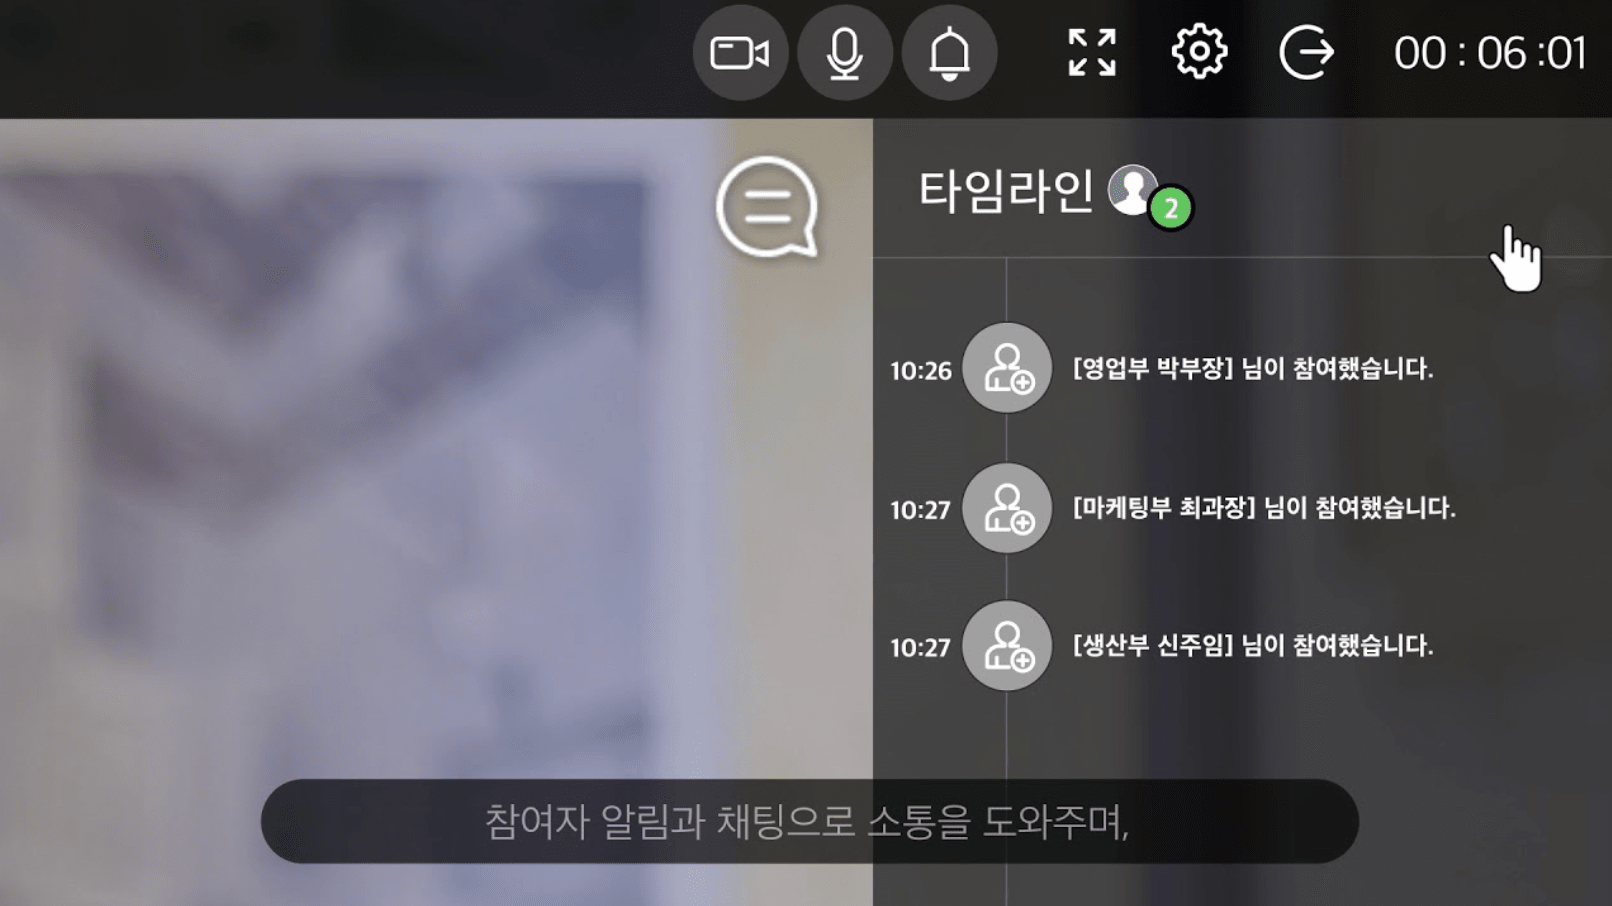 00 : 06 :01
타임라인
2
10:26 [영업부 박부장] 님이 참여했습니다.
10:27 [마케팅부 최과장] 님이 참여했습니다.
10:27 [생산부 신주임] 님이 참여했습니다.
참여자 알림과 채팅으로 소통을 도와주며,